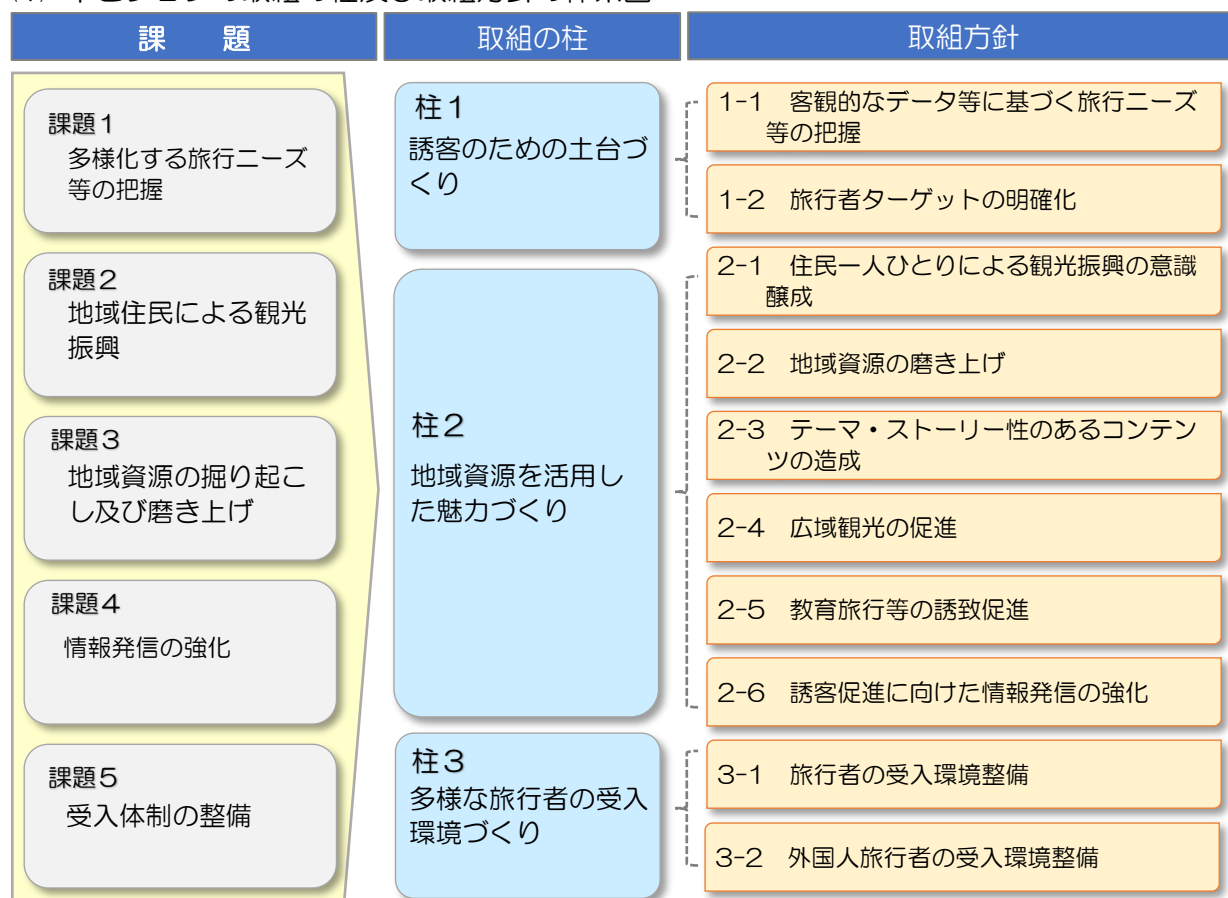 課 題
取組の柱
取組方針
課題1
多様化する旅行ニーズ
等の把握
課題2
地域住民による観光
振興
課題3
地域資源の掘り起こ
し及び磨き上げ
課題4
情報発信の強化
課題5
受入体制の整備
柱1
誘客のための土台づ
くり
柱2
地域資源を活用し
た魅力づくり
柱3
多様な旅行者の受入
環境づくり
1-1 客観的なデータ等に基づく旅行ニーズ
等の把握
1-2 旅行者ターゲットの明確化
2-1 住民一人ひとりによる観光振興の意識
醸成
2-2 地域資源の磨き上げ
2-3 テーマ・ストーリー性のあるコンテン
ツの造成
2-4 広域観光の促進
2-5 教育旅行等の誘致促進
2-6 誘客促進に向けた情報発信の強化
3-1 旅行者の受入環境整備
3-2 外国人旅行者の受入環境整備